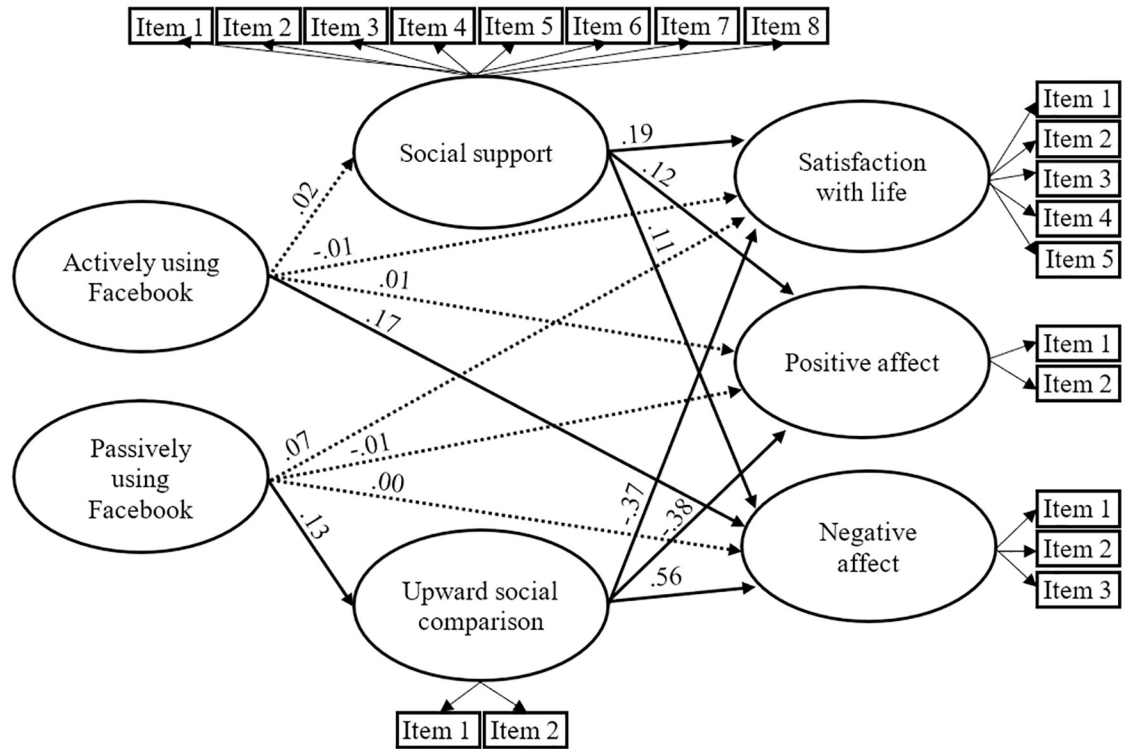 Item 1 Item 2 Item 3 Item 4 Item 5 Item 6 Item 7 Item 8
Social support
Actively using
Facebook
Passively
using
Facebook
Upward social
comparison
Item 1 Item 2
.02
-.01
.01
.17
.07
-.01
.00
.13
.19
.12
.11
-.37
-.38
.56
Satisfaction
with life
Item 1
Item 2
Item 3
Item 4
Item 5
Positive affect
Item 1
Item 2
Negative
affect
Item 1
Item 2
Item 3